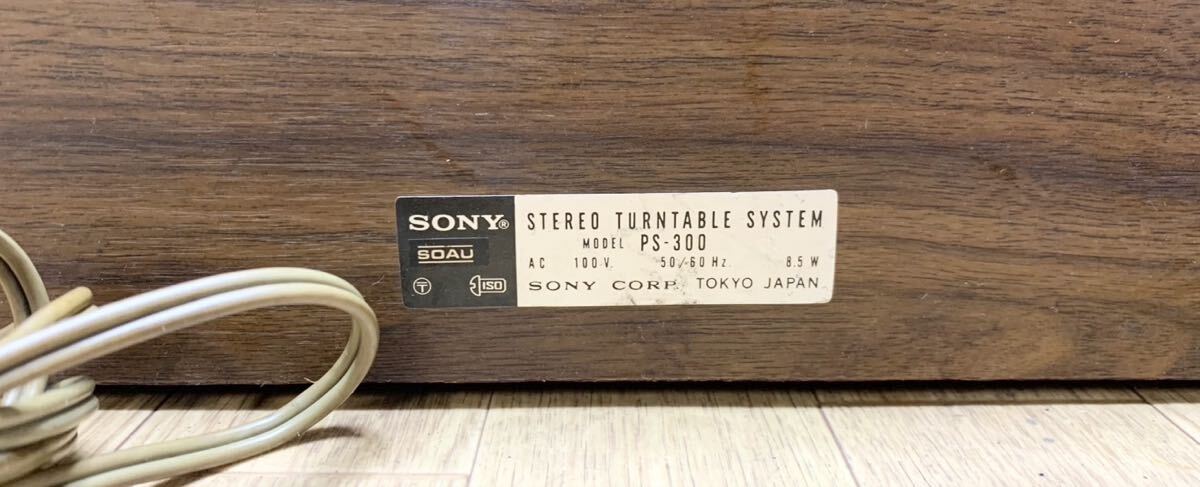 SONY®
SOAU
T ISO
STEREO TURNTABLE SYSTEM
MODEL PS-300
AC 100 V. 50/60 Hz. 8.5 W
SONY CORP. TOKYO JAPAN